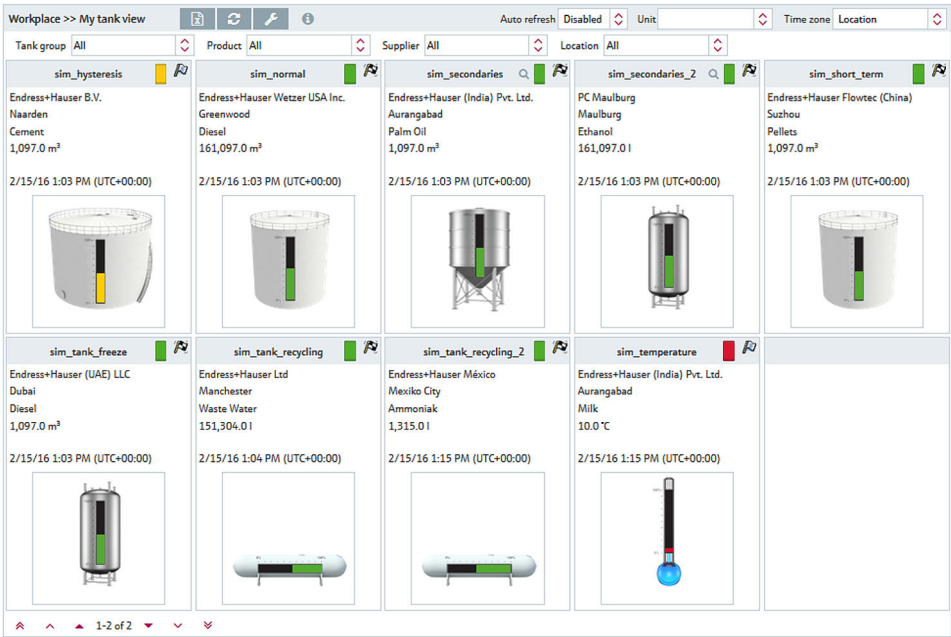 Workplace >> My tank view
Auto refresh Disabled Unit Time zone Location
Tank group All Product All Supplier All Location All
sim_hysteresis
Endress+Hauser B.V.
Naarden
Cement
1,097.0 m³
2/15/16 1:03 PM (UTC+00:00)
sim_normal
Endress+Hauser Wetzer USA Inc.
Greenwood
Diesel
161,097.0 m³
2/15/16 1:03 PM (UTC+00:00)
sim_secondaries
Endress+Hauser (India) Pvt. Ltd.
Aurangabad
Palm Oil
1,097.0 m³
2/15/16 1:03 PM (UTC+00:00)
sim_secondaries_2
PC Maulburg
Maulburg
Ethanol
161,097.0 l
2/15/16 1:03 PM (UTC+00:00)
sim_short_term
Endress+Hauser Flowtec (China)
Suzhou
Pellets
1,097.0 m³
2/15/16 1:03 PM (UTC+00:00)
sim_tank_freeze
Endress+Hauser (UAE) LLC
Dubai
Diesel
1,097.0 m³
2/15/16 1:03 PM (UTC+00:00)
sim_tank_recycling
Endress+Hauser Ltd
Manchester
Waste Water
151,304.0 l
2/15/16 1:04 PM (UTC+00:00)
sim_tank_recycling_2
Endress+Hauser México
Mexiko City
Ammoniak
1,315.0 l
2/15/16 1:15 PM (UTC+00:00)
sim_temperature
Endress+Hauser (India) Pvt. Ltd.
Aurangabad
Milk
10.0 °C
2/15/16 1:15 PM (UTC+00:00)
1-2 of 2